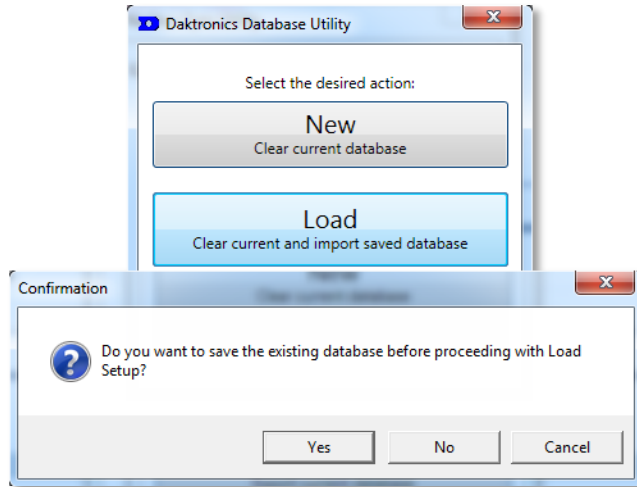 Daktronics Database Utility
Select the desired action:
New
Clear current database
Load
Clear current and import saved database
Confirmation
Do you want to save the existing database before proceeding with Load
Setup?
Yes
No
Cancel